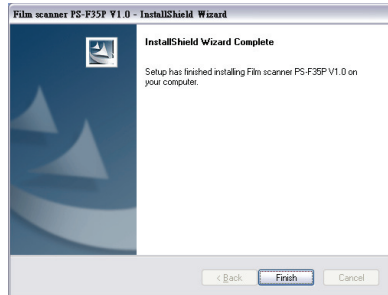 Film scanner PS-F35P V1.0 - InstallShield Wizard
InstallShield Wizard Complete
Setup has finished installing Film scanner PS-F35P V1.0 on
your computer.
< Back
Finish
Cancel